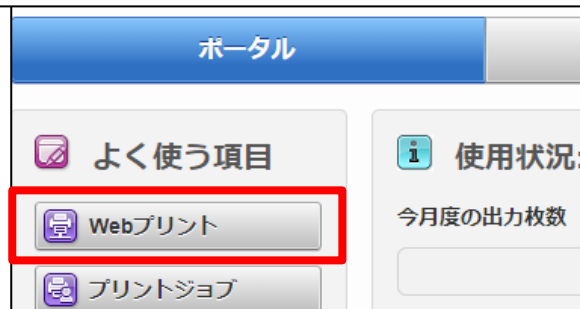 ポータル
よく使う項目
Webプリント
プリントジョブ
使用状況
今月度の出力枚数